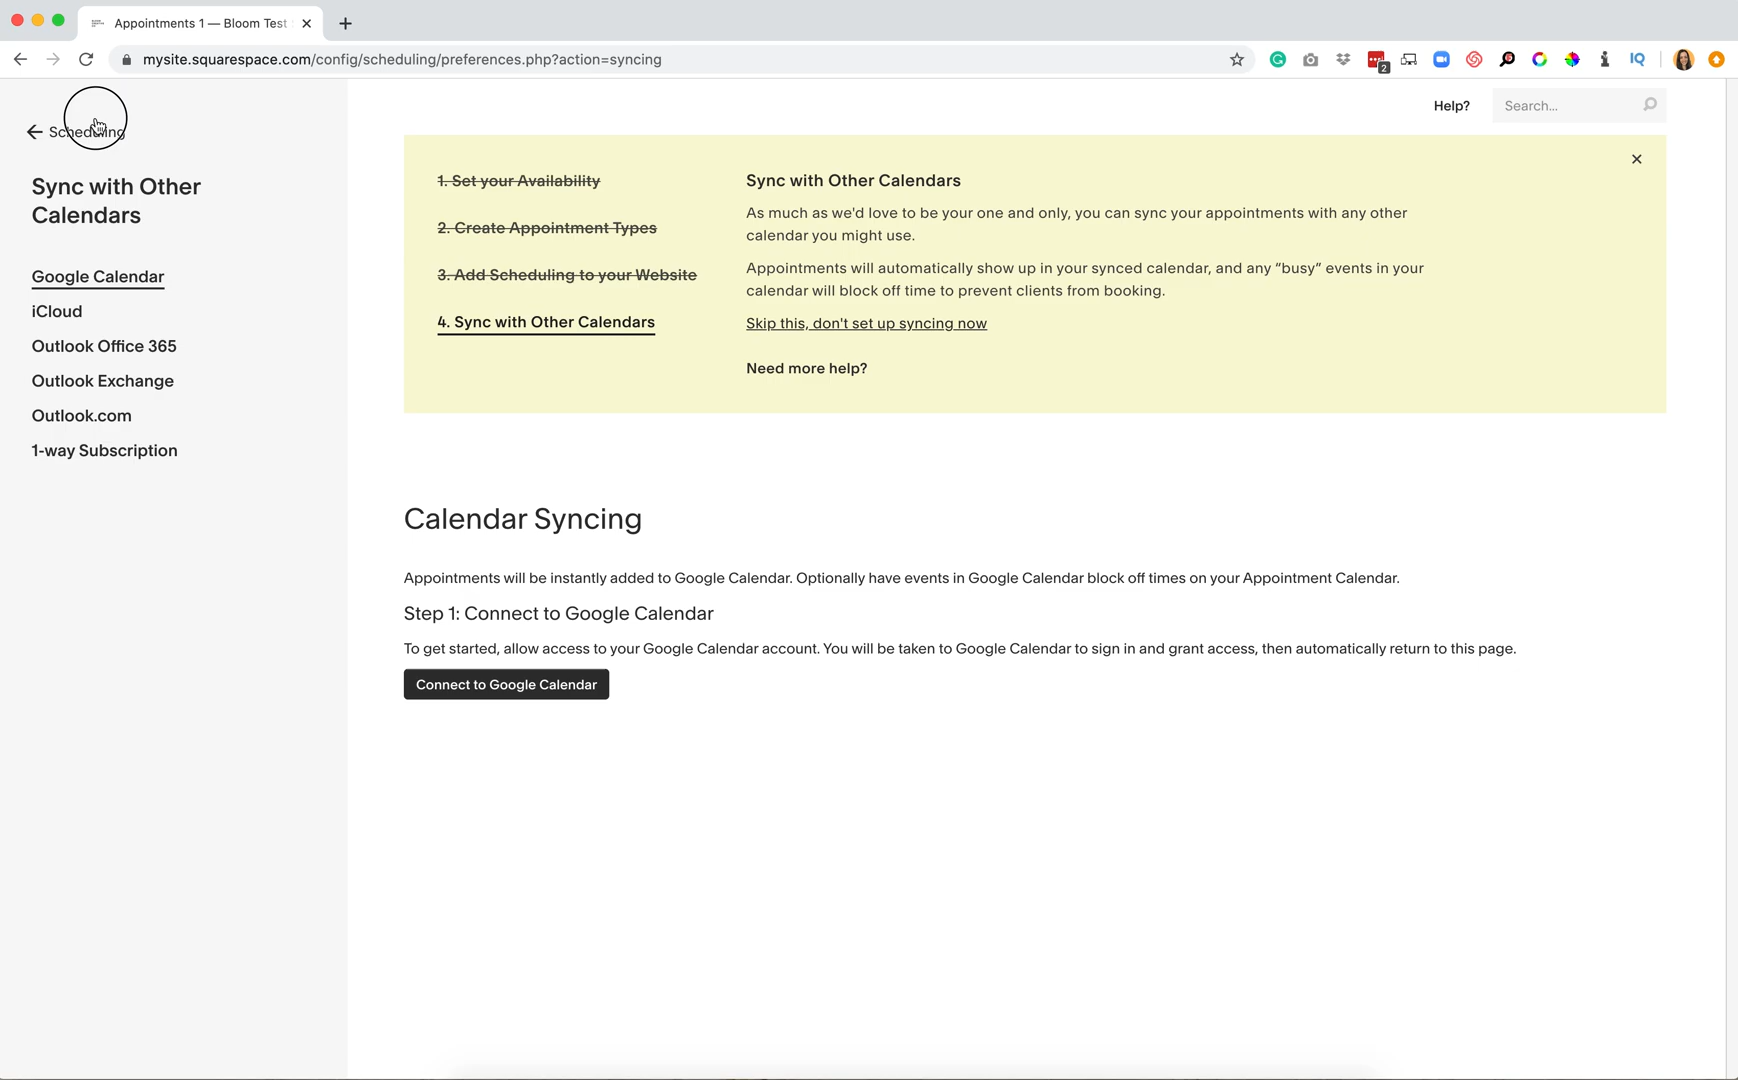 Appointments 1 — Bloom Test
mysite.squarespace.com/config/scheduling/preferences.php?action=syncing
2
IQ
Scheduling
Help?
Search...
Sync with Other
Calendars
Google Calendar
iCloud
Outlook Office 365
Outlook Exchange
Outlook.com
1-way Subscription
1. Set your Availability
2. Create Appointment Types
3. Add Scheduling to your Website
4. Sync with Other Calendars
Sync with Other Calendars
As much as we'd love to be your one and only, you can sync your appointments with any other
calendar you might use.
Appointments will automatically show up in your synced calendar, and any “busy” events in your
calendar will block off time to prevent clients from booking.
Skip this, don't set up syncing now
Need more help?
Calendar Syncing
Appointments will be instantly added to Google Calendar. Optionally have events in Google Calendar block off times on your Appointment Calendar.
Step 1: Connect to Google Calendar
To get started, allow access to your Google Calendar account. You will be taken to Google Calendar to sign in and grant access, then automatically return to this page.
Connect to Google Calendar